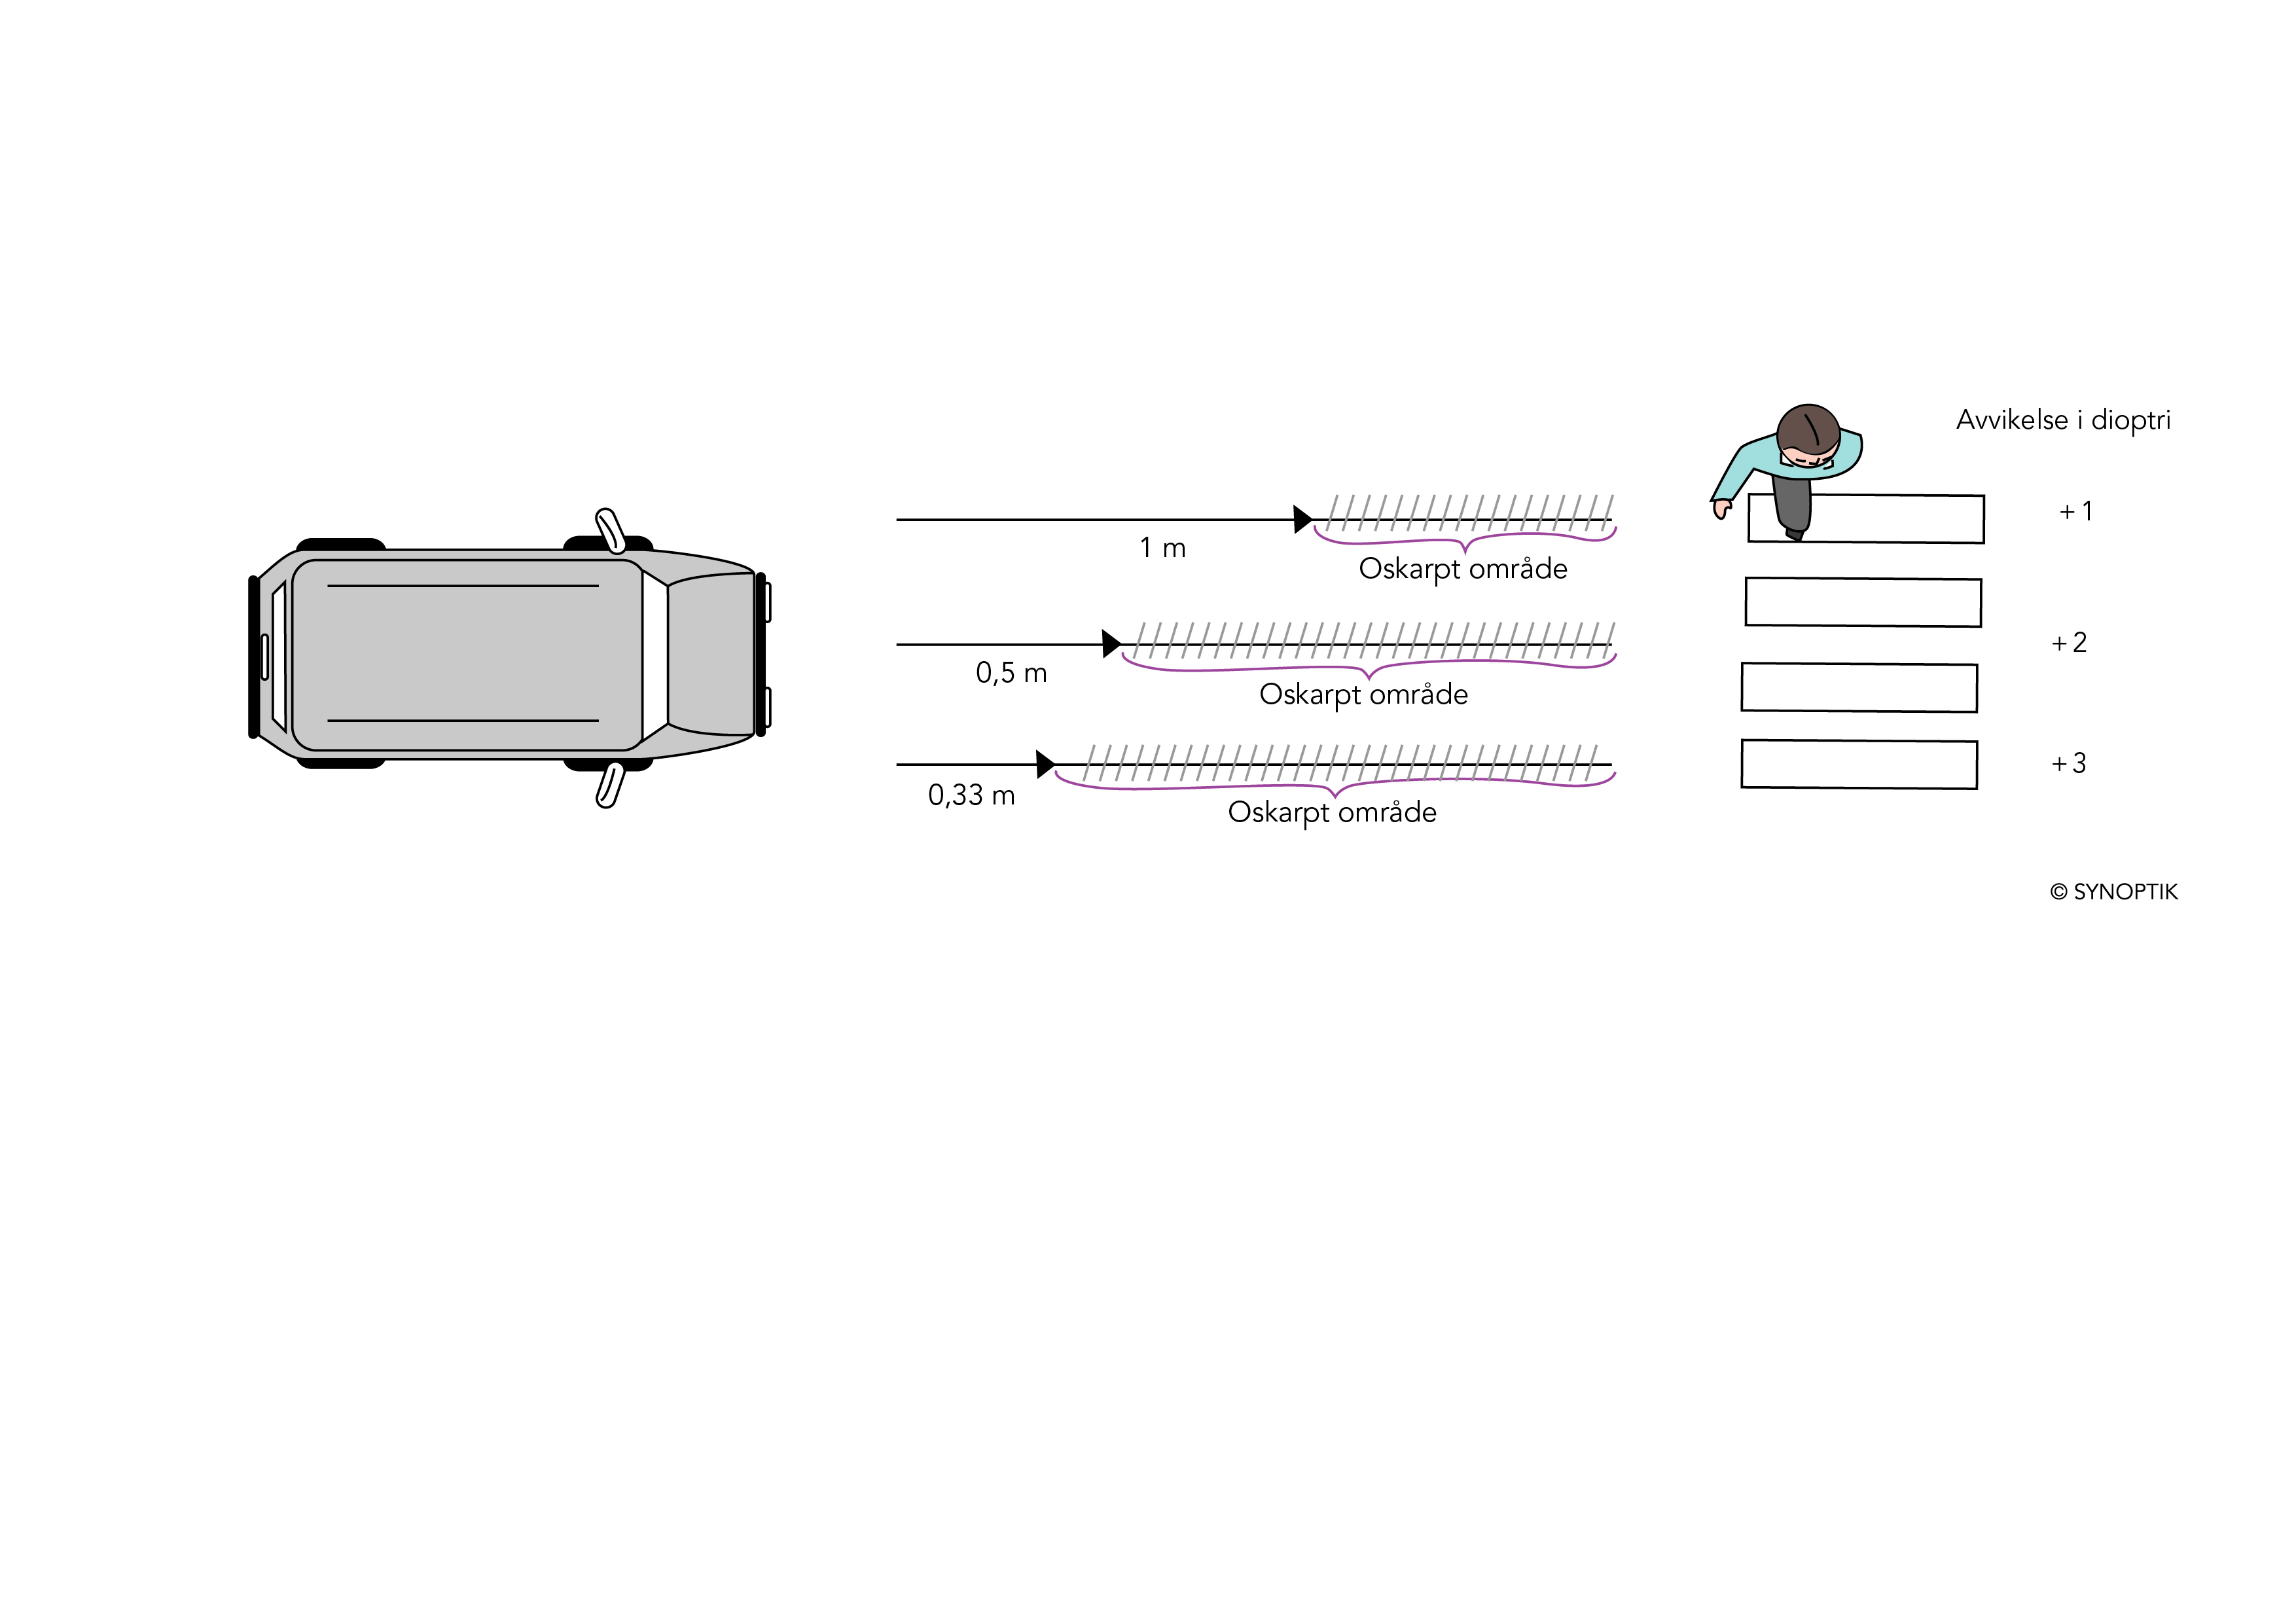 Avvikelse i dioptri
1 m
Oskarpt område
+ 1
0,5 m
Oskarpt område
+ 2
0,33 m
Oskarpt område
+ 3
© SYNOPTIK